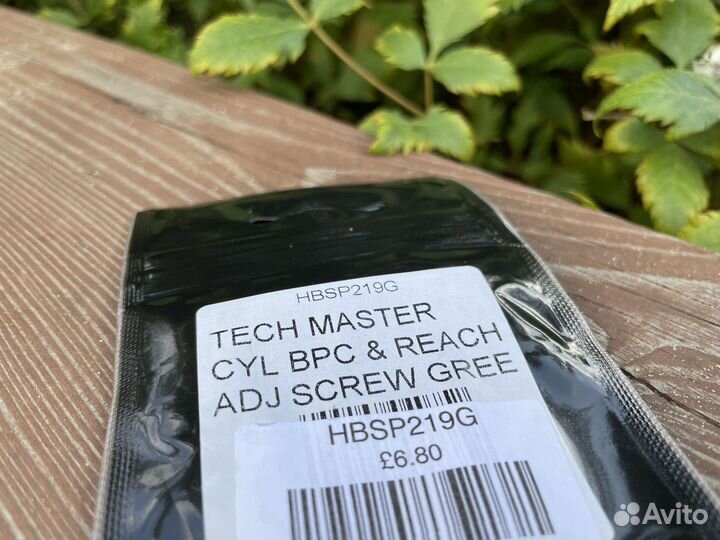 HBSP219G
TECH MASTER
CYL BPC & REACH
ADJ SCREW GREE
HBSP219G
£6.80
Avito